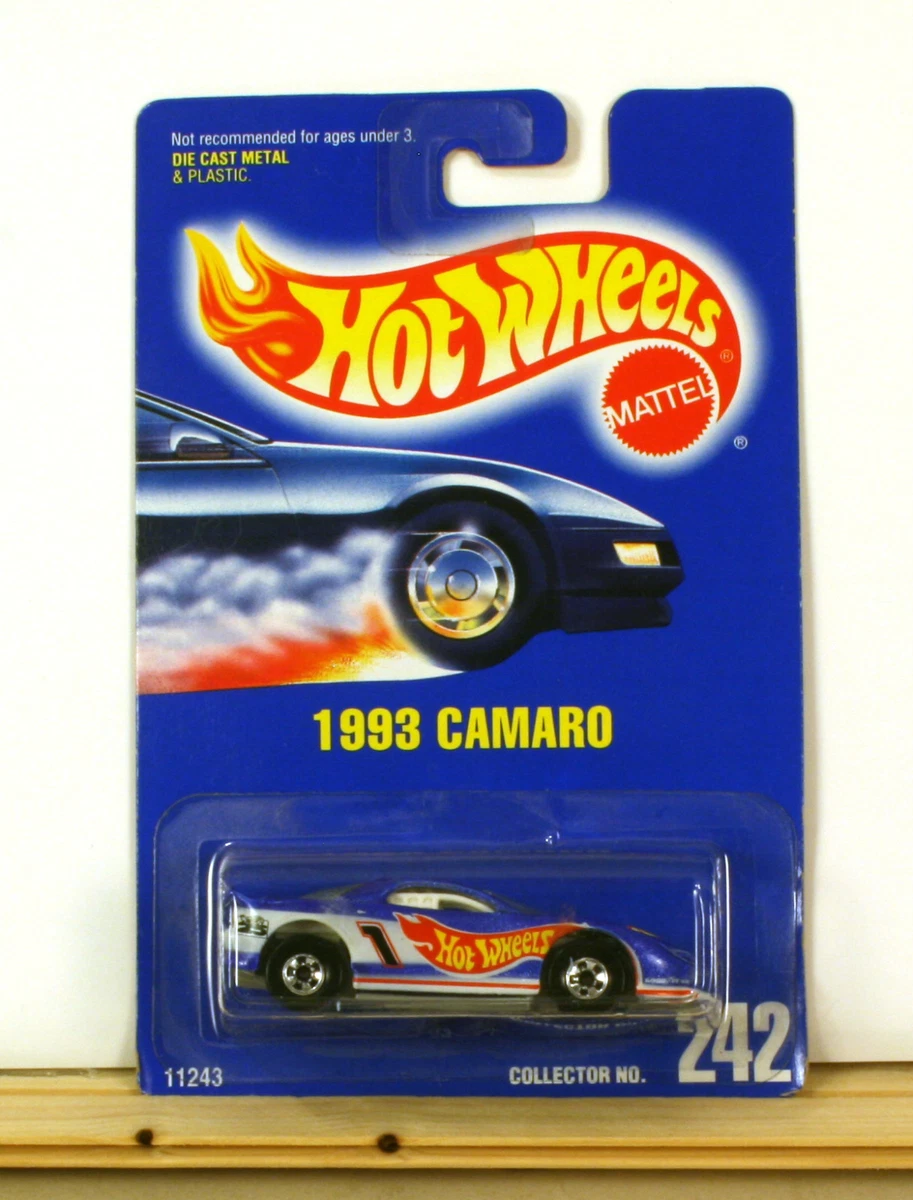 Not recommended for ages under 3.
DIE CAST METAL
& PLASTIC.
HOT WHEELS ®
MATTEL
®
1993 CAMARO
1
HOT WHEELS
242
11243
COLLECTOR NO.